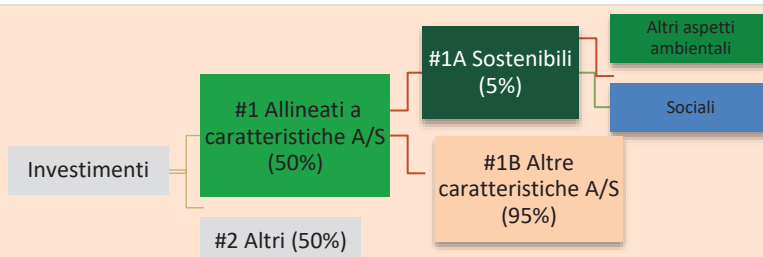 Investimenti
#1 Allineati a
caratteristiche A/S
(50%)
#2 Altri (50%)
#1A Sostenibili
(5%)
#1B Altre
caratteristiche A/S
(95%)
Altri aspetti
ambientali
Sociali